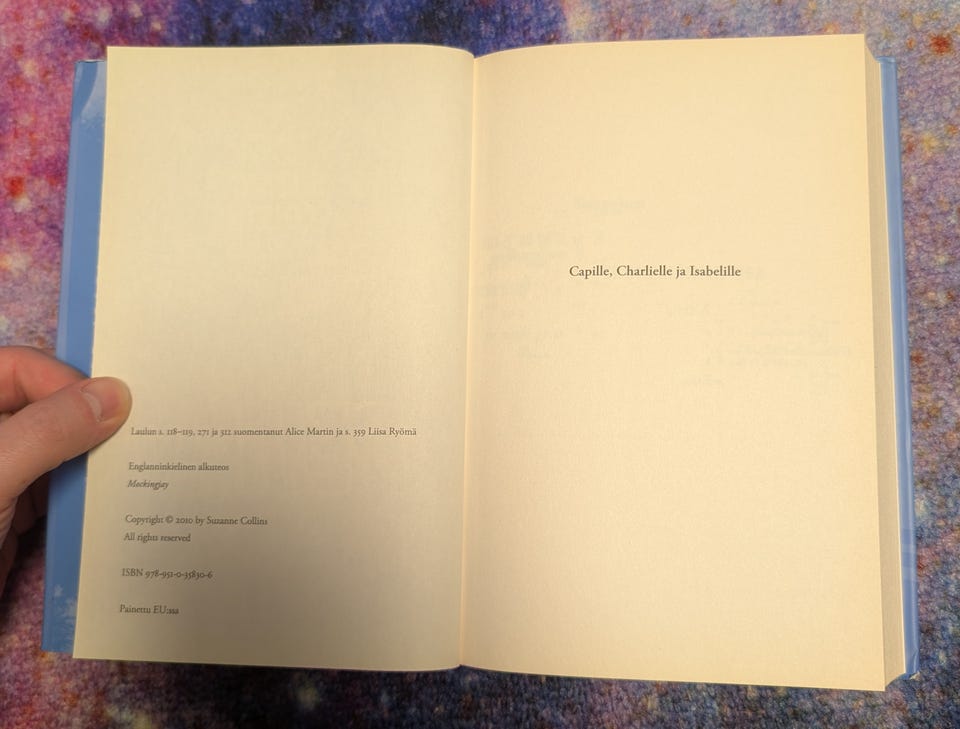 Laulun s. 118–119, 271 ja 312 suomentanut Alice Martin ja s. 359 Liisa Ryömä
Englanninkielinen alkuteos
Mockingjay
Copyright © 2010 by Suzanne Collins
All rights reserved
ISBN 978-951-0-35830-6
Painettu EU:ssa
Capille, Charlielle ja Isabelille